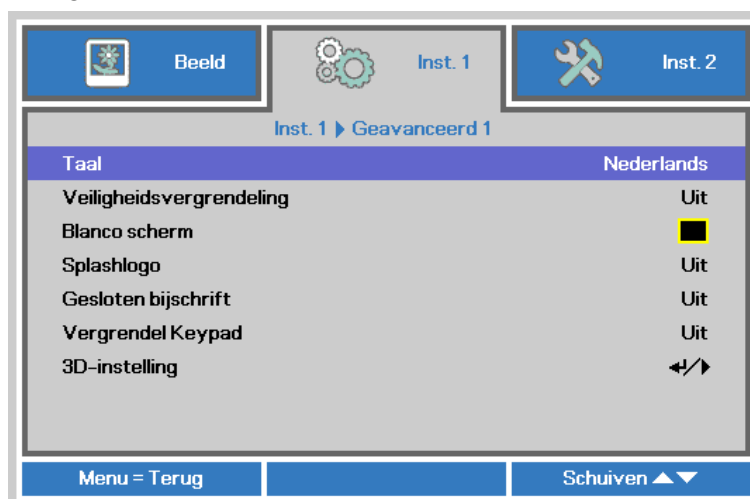 Beeld
Inst. 1
Inst. 2
Inst. 1 Geavanceerd 1
Taal Nederlands
Veiligheidsvergrendeling Uit
Blanco scherm
Splashlogo Uit
Gesloten bijschrift Uit
Vergrendel Keypad Uit
3D-instelling /
Menu = Terug
Schuiven